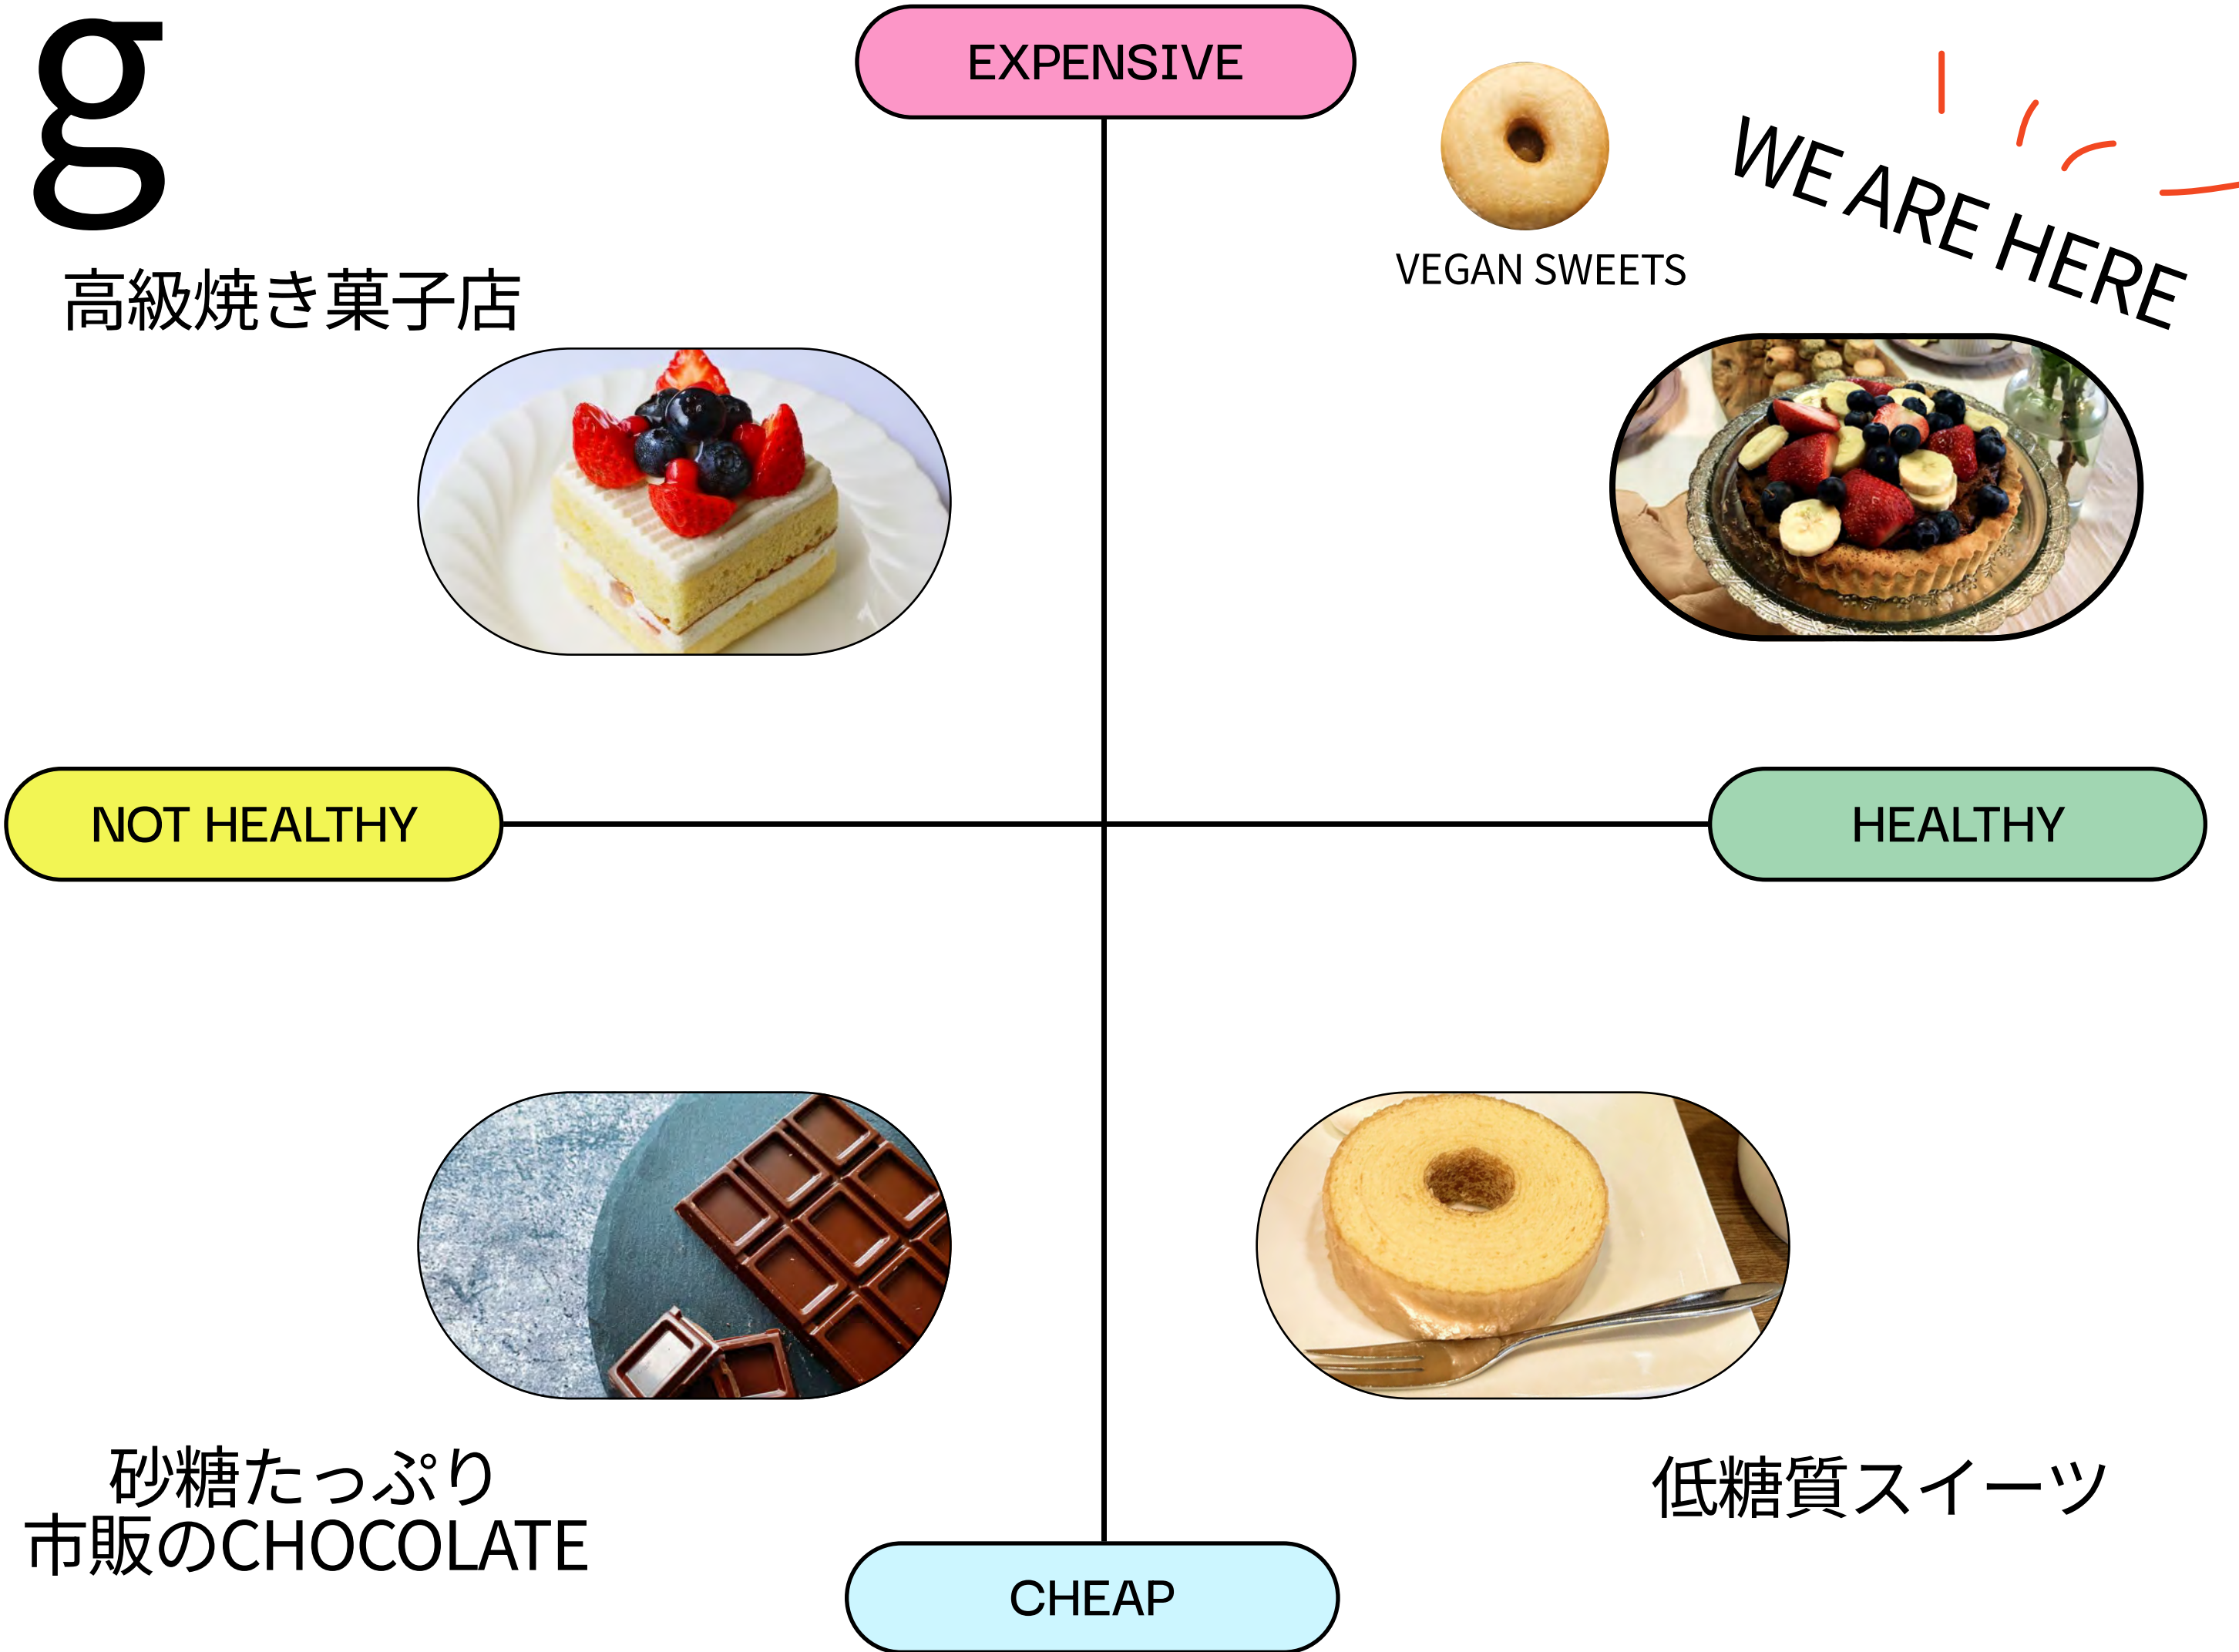 g
EXPENSIVE
WE ARE HERE
VEGAN SWEETS
高級焼き菓子店
NOT HEALTHY
HEALTHY
砂糖たっぷり
市販のCHOCOLATE
低糖質スイーツ
CHEAP